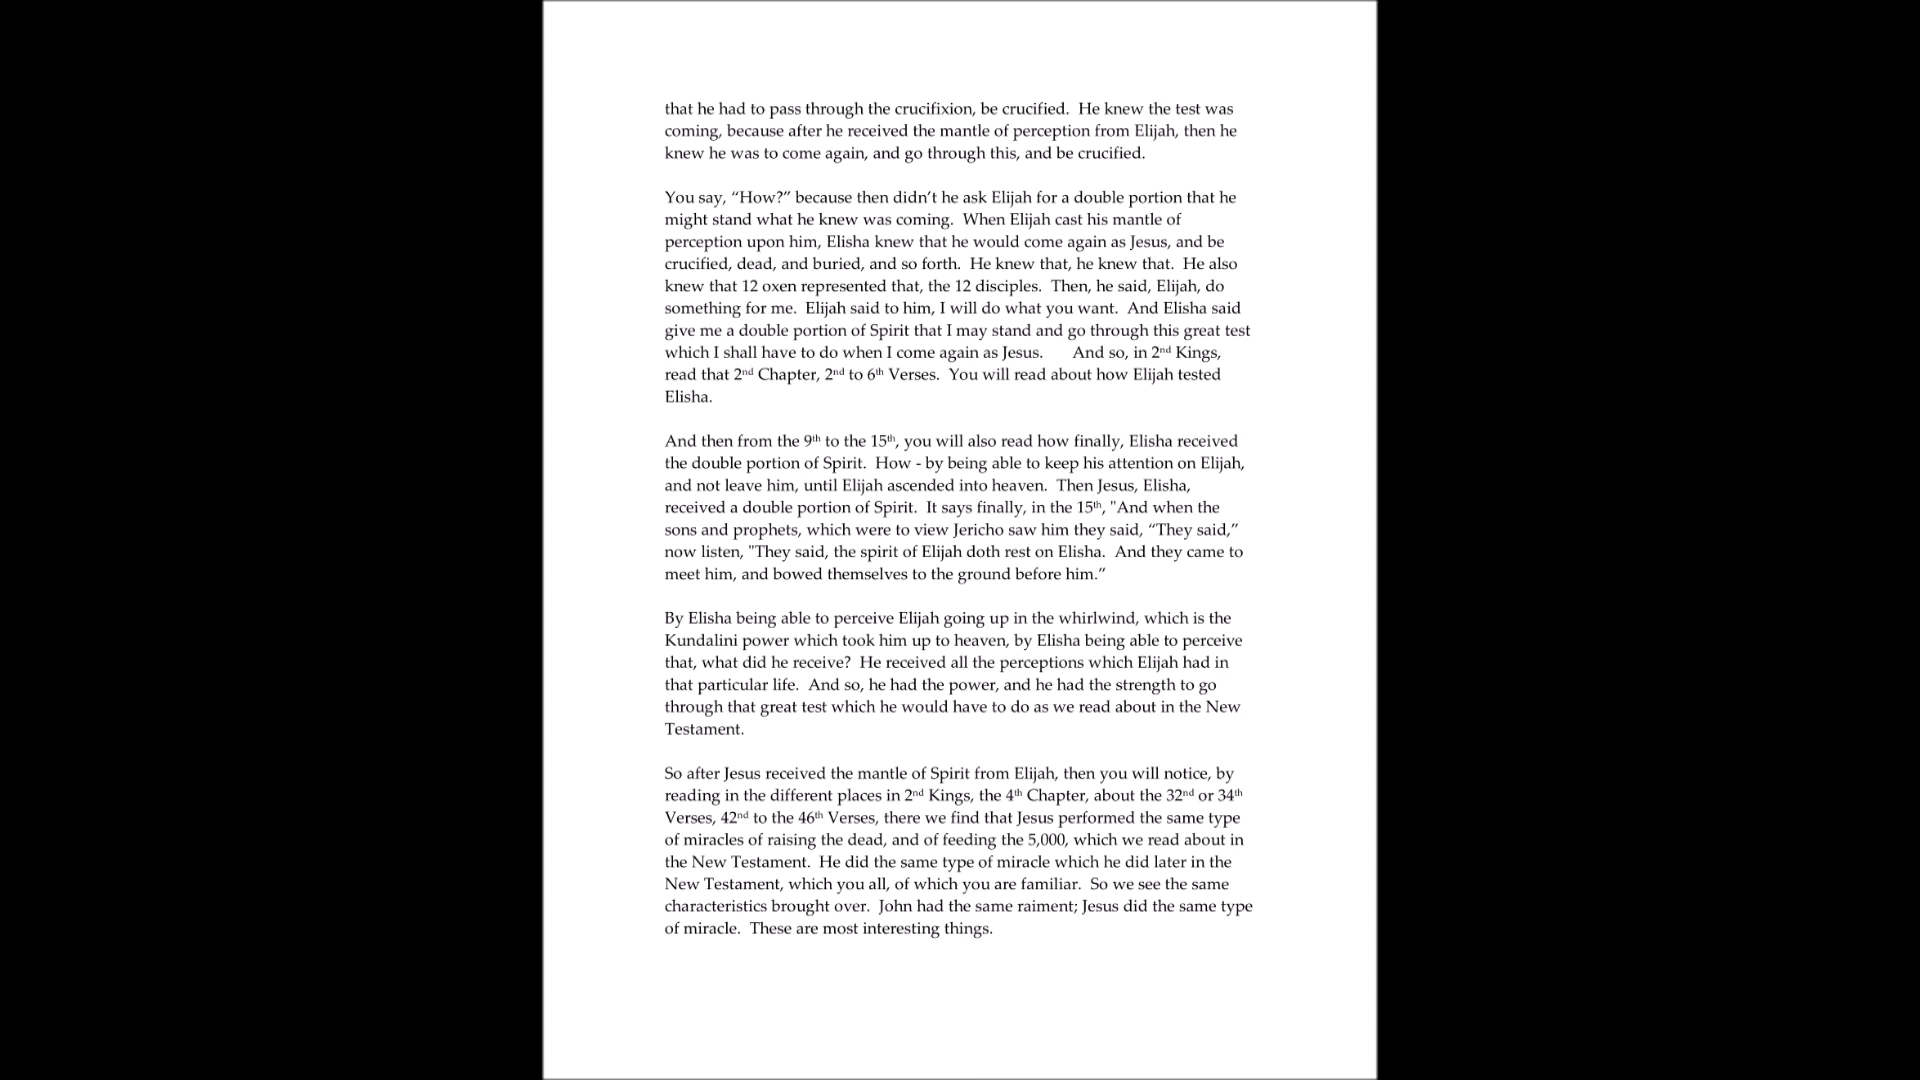 that he had to pass through the crucifixion, be crucified.  He knew the test was
coming, because after he received the mantle of perception from Elijah, then he
knew he was to come again, and go through this, and be crucified.
You say, “How?” because then didn’t he ask Elijah for a double portion that he
might stand what he knew was coming.  When Elijah cast his mantle of
perception upon him, Elisha knew that he would come again as Jesus, and be
crucified, dead, and buried, and so forth.  He knew that, he knew that.  He also
knew that 12 oxen represented that, the 12 disciples.  Then, he said, Elijah, do
something for me.  Elijah said to him, I will do what you want.  And Elisha said
give me a double portion of Spirit that I may stand and go through this great test
which I shall have to do when I come again as Jesus.      And so, in 2nd Kings,
read that 2nd Chapter, 2nd to 6th Verses.  You will read about how Elijah tested
Elisha.
And then from the 9th to the 15th, you will also read how finally, Elisha received
the double portion of Spirit.  How - by being able to keep his attention on Elijah,
and not leave him, until Elijah ascended into heaven.  Then Jesus, Elisha,
received a double portion of Spirit.  It says finally, in the 15th, "And when the
sons and prophets, which were to view Jericho saw him they said, “They said,”
now listen, "They said, the spirit of Elijah doth rest on Elisha.  And they came to
meet him, and bowed themselves to the ground before him.”
By Elisha being able to perceive Elijah going up in the whirlwind, which is the
Kundalini power which took him up to heaven, by Elisha being able to perceive
that, what did he receive?  He received all the perceptions which Elijah had in
that particular life.  And so, he had the power, and he had the strength to go
through that great test which he would have to do as we read about in the New
Testament.
So after Jesus received the mantle of Spirit from Elijah, then you will notice, by
reading in the different places in 2nd Kings, the 4th Chapter, about the 32nd or 34th
Verses, 42nd to the 46th Verses, there we find that Jesus performed the same type
of miracles of raising the dead, and of feeding the 5,000, which we read about in
the New Testament.  He did the same type of miracle which he did later in the
New Testament, which you all, of which you are familiar.  So we see the same
characteristics brought over.  John had the same raiment; Jesus did the same type
of miracle.  These are most interesting things.